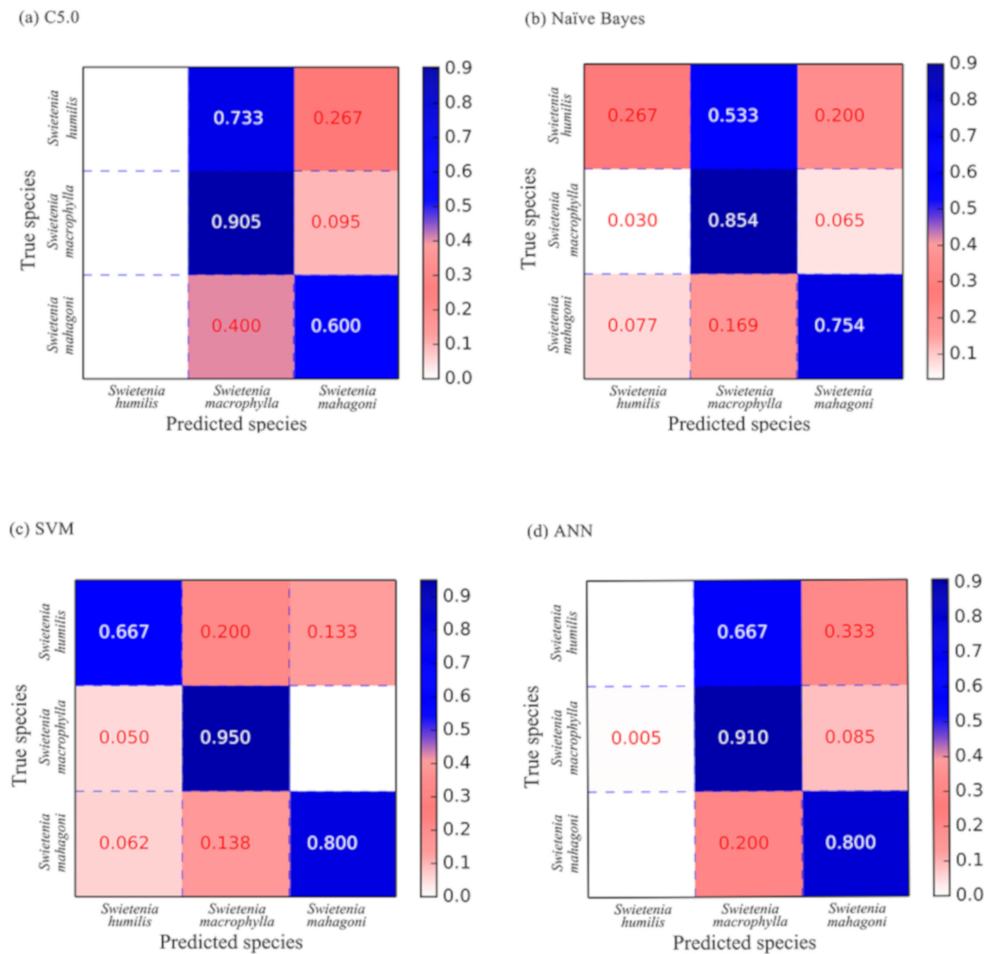 (a) C5.0
0.733
0.267
0.905
0.095
0.400
0.600
True species
Swietenia
humilis
Swietenia
macrophylla
Swietenia
mahagoni
Swietenia
humilis
Swietenia
macrophylla
Swietenia
mahagoni
Predicted species
0.9
0.8
0.7
0.6
0.5
0.4
0.3
0.2
0.1
0.0
(b) Naïve Bayes
0.267
0.533
0.200
0.030
0.854
0.065
0.077
0.169
0.754
True species
Swietenia
humilis
Swietenia
macrophylla
Swietenia
mahagoni
Swietenia
humilis
Swietenia
macrophylla
Swietenia
mahagoni
Predicted species
0.9
0.8
0.7
0.6
0.5
0.4
0.3
0.2
0.1
(c) SVM
0.667
0.200
0.133
0.050
0.950
0.062
0.138
0.800
True species
Swietenia
humilis
Swietenia
macrophylla
Swietenia
mahagoni
Swietenia
humilis
Swietenia
macrophylla
Swietenia
mahagoni
Predicted species
0.9
0.8
0.7
0.6
0.5
0.4
0.3
0.2
0.1
0.0
(d) ANN
0.667
0.333
0.005
0.910
0.085
0.200
0.800
True species
Swietenia
humilis
Swietenia
macrophylla
Swietenia
mahagoni
Swietenia
humilis
Swietenia
macrophylla
Swietenia
mahagoni
Predicted species
0.9
0.8
0.7
0.6
0.5
0.4
0.3
0.2
0.1
0.0